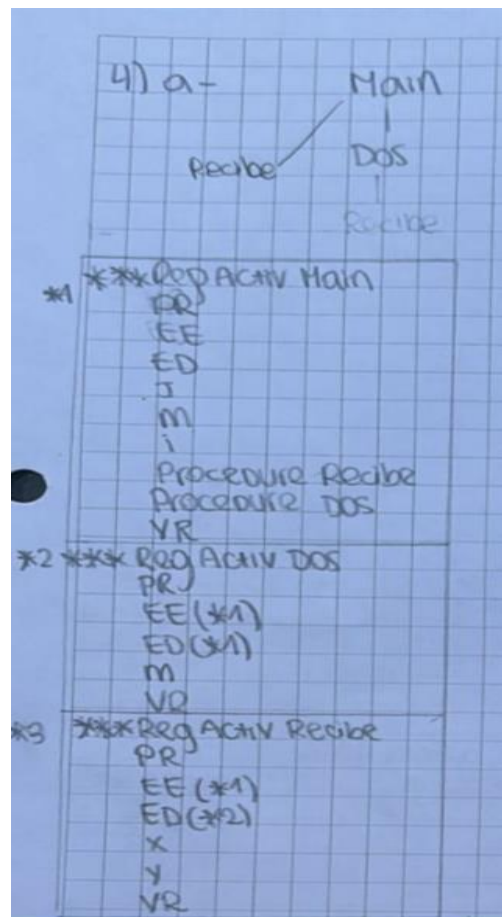 4) a- Main
Recibe DOS
Recibe
*1 *** Reg Activ Main
PR
EE
ED
J
m
i
Procedure Recibe
Procedure DOS
VR
*2 *** Reg Activ DOS
PR
EE (*1)
ED (*1)
m
VR
*3 *** Reg Activ Recibe
PR
EE (*1)
ED (*2)
x
y
VR